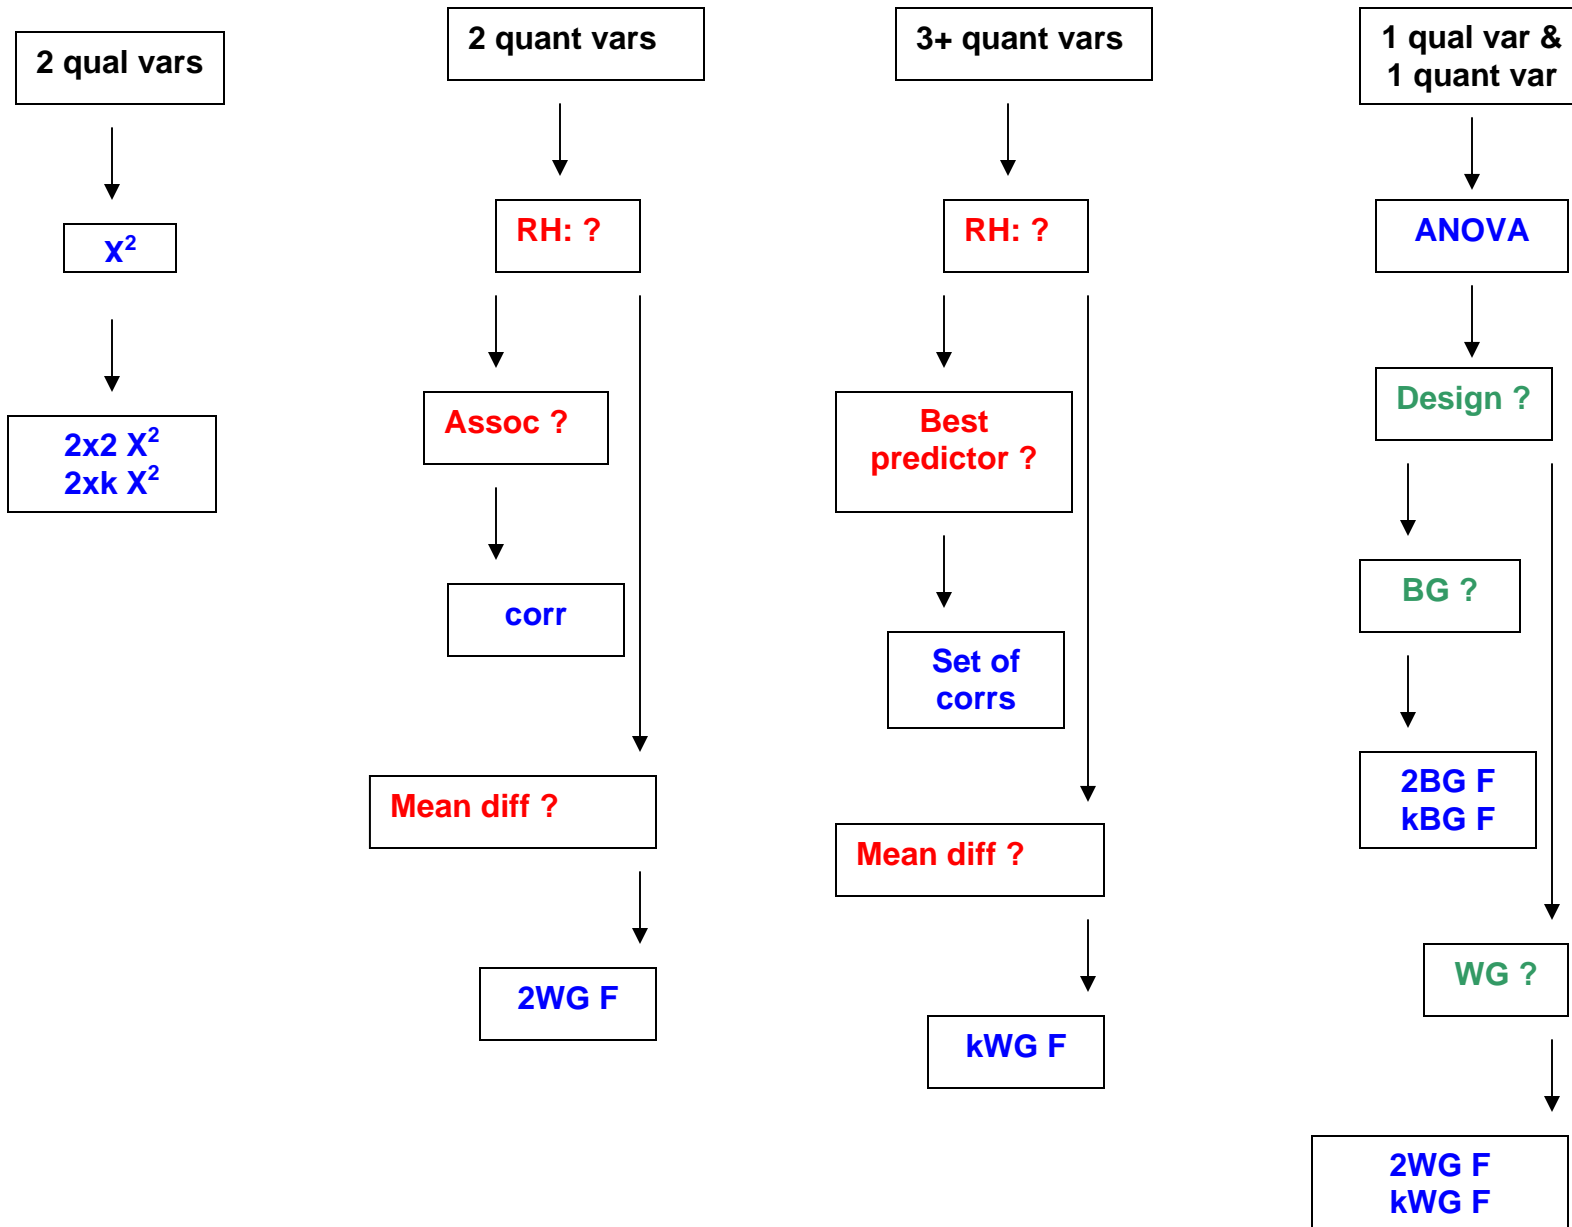 2 qual vars
X²
2x2 X²
2xk X²
2 quant vars
RH: ?
Assoc ?
corr
Mean diff ?
2WG F
3+ quant vars
RH: ?
Best
predictor ?
Set of
corrs
Mean diff ?
kWG F
1 qual var &
1 quant var
ANOVA
Design ?
BG ?
2BG F
kBG F
WG ?
2WG F
kWG F